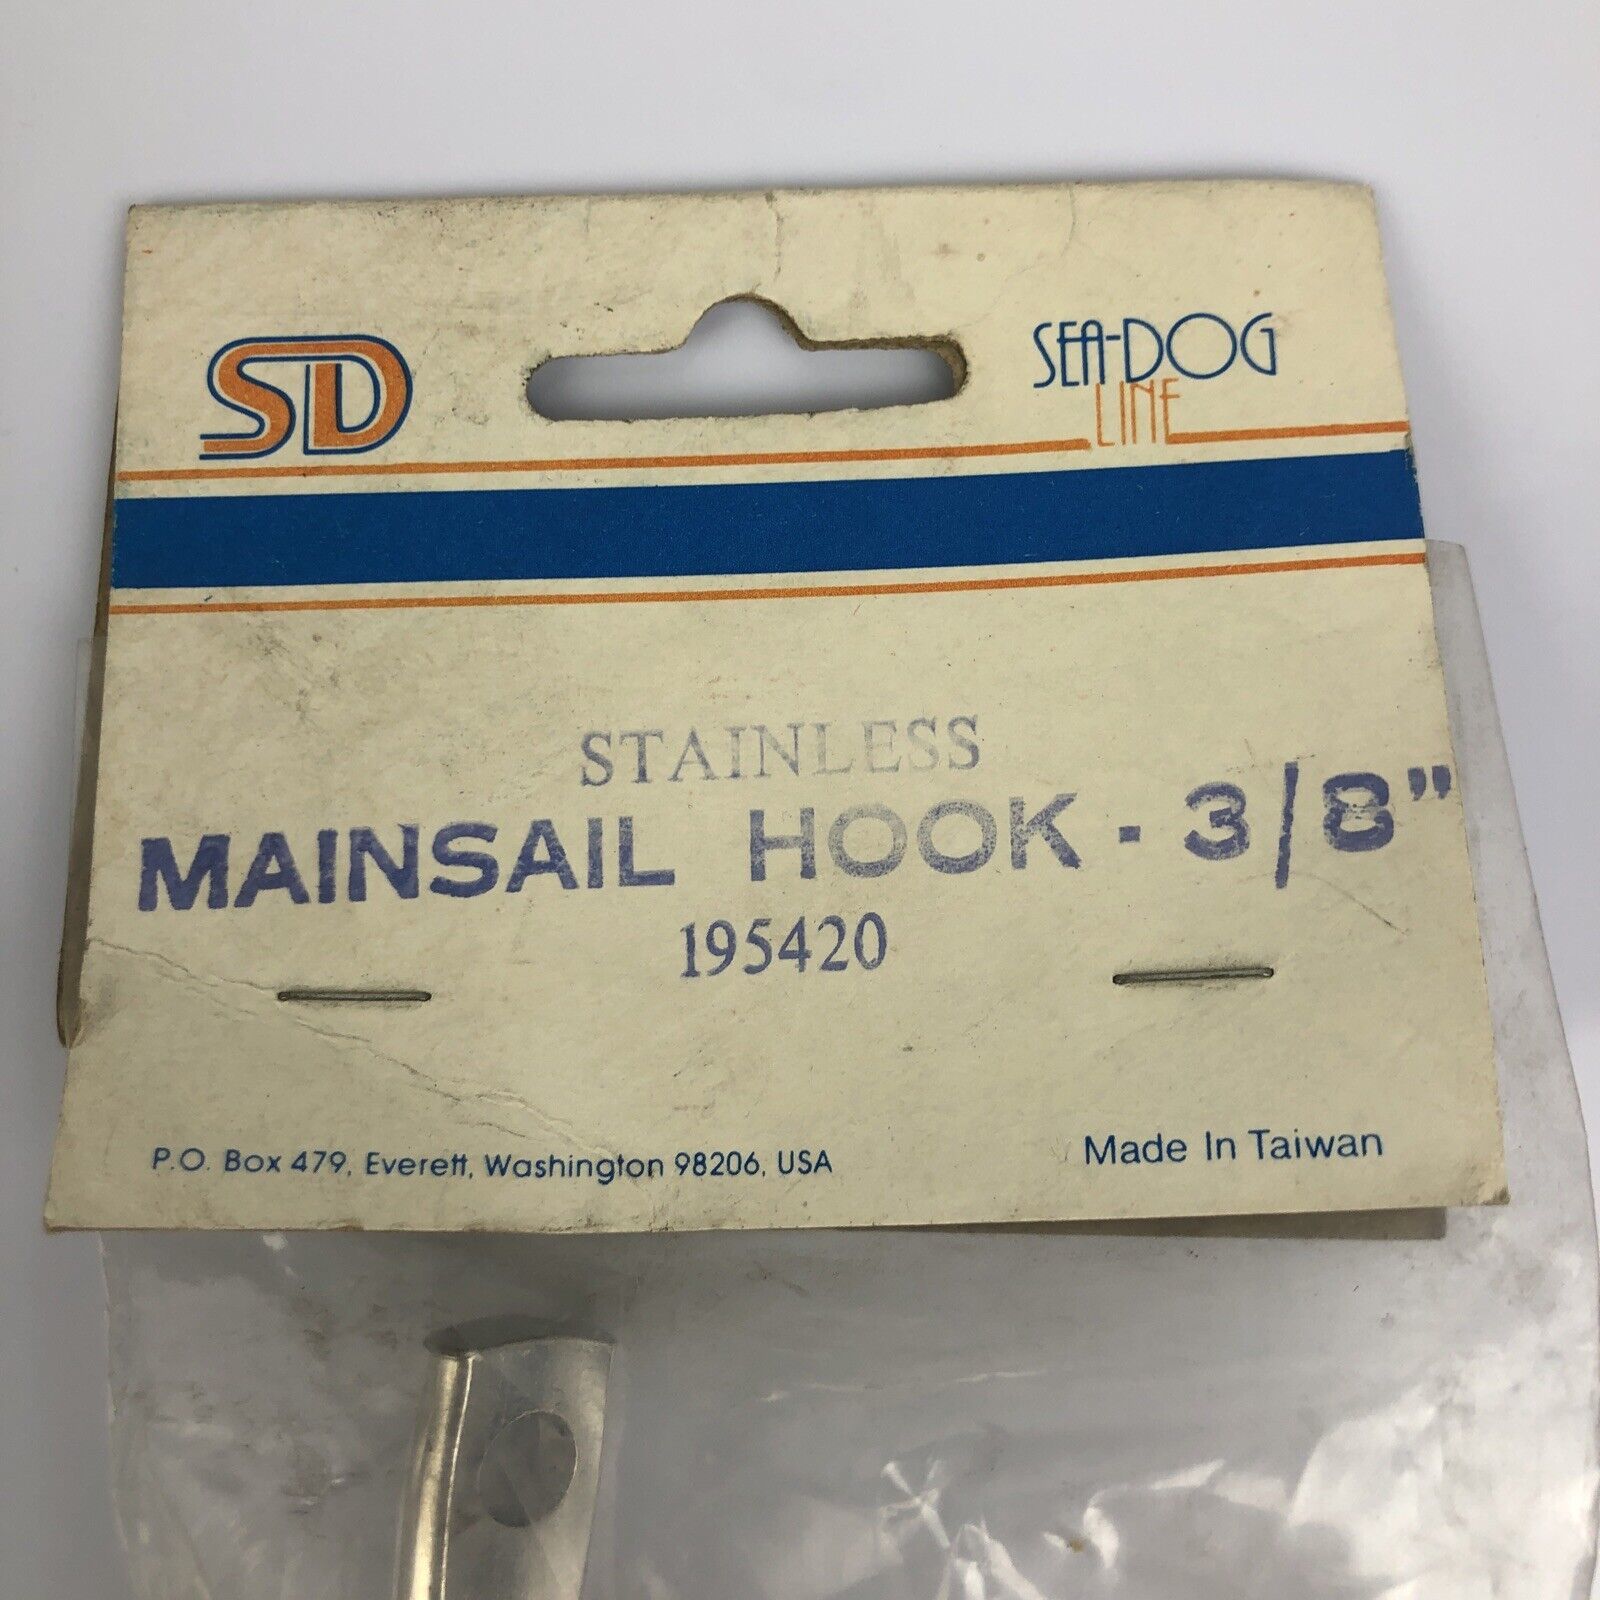 SD
SEA-DOG
LINE
STAINLESS
MAINSAIL HOOK - 3/8"
195420
P.O. Box 479, Everett, Washington 98206, USA
Made In Taiwan